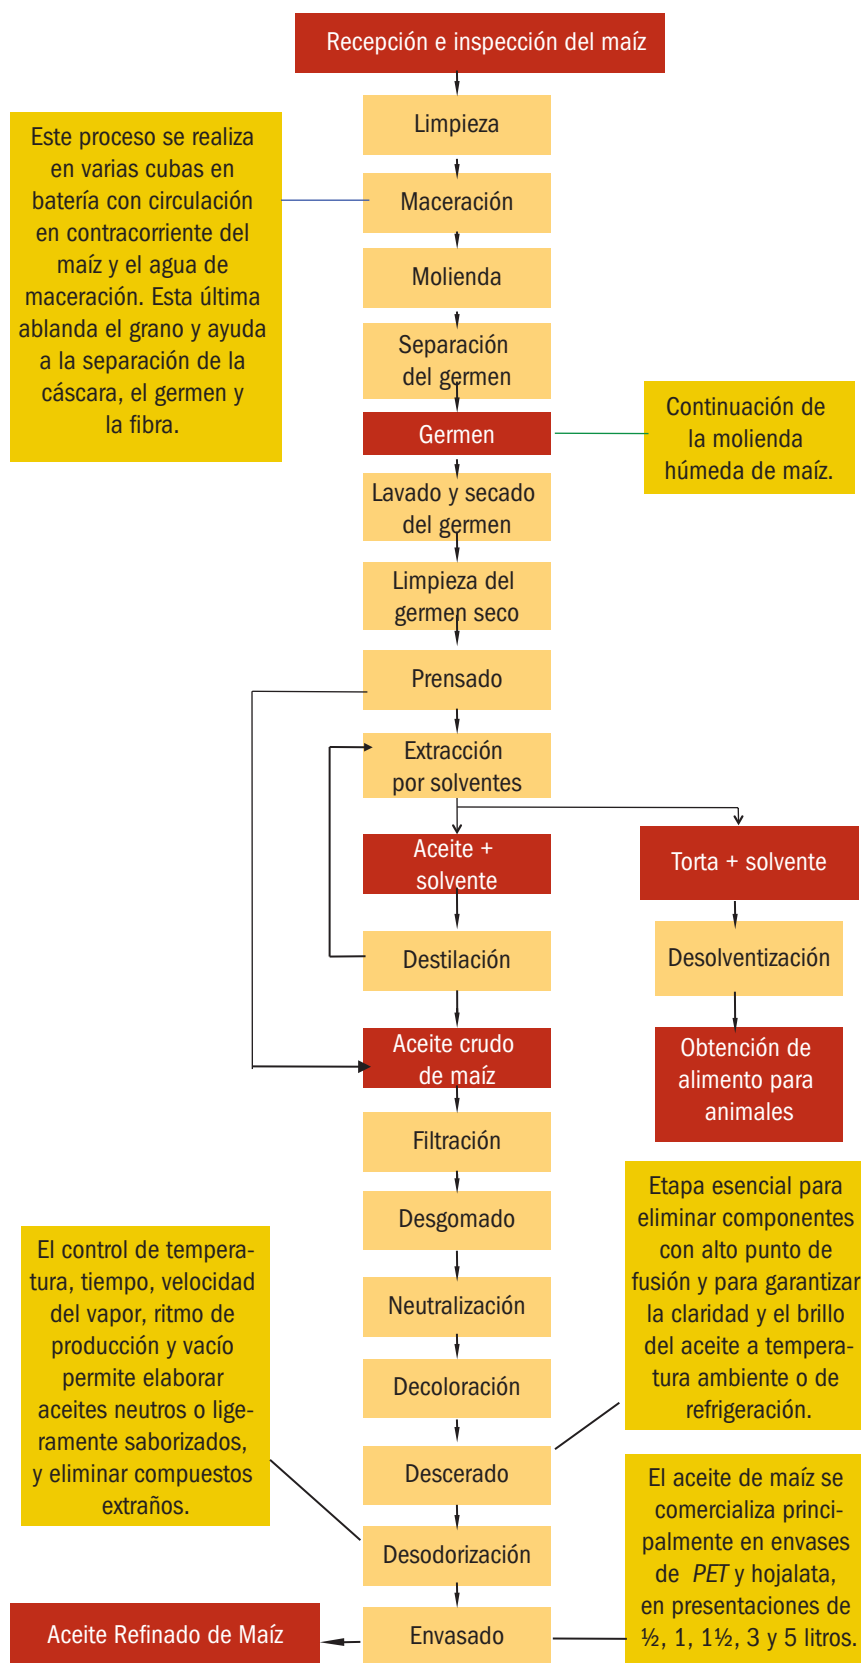 Recepción e inspección del maíz
Limpieza
Este proceso se realiza
en varias cubas en
batería con circulación
en contracorriente del
maíz y el agua de
maceración. Esta última
ablanda el grano y ayuda
a la separación de la
cáscara, el germen y
la fibra.
Maceración
Molienda
Separación
del germen
Germen
Continuación de
la molienda
húmeda de maíz.
Lavado y secado
del germen
Limpieza del
germen seco
Prensado
Extracción
por solventes
Aceite +
solvente
Torta + solvente
Destilación
Desolventización
Aceite crudo
de maíz
Obtención de
alimento para
animales
Filtración
Desgomado
Neutralización
Decoloración
Etapa esencial para
eliminar componentes
con alto punto de
fusión y para garantizar
la claridad y el brillo
del aceite a tempera-
tura ambiente o de
refrigeración.
El control de tempera-
tura, tiempo, velocidad
del vapor, ritmo de
producción y vacío
permite elaborar
aceites neutros o lige-
ramente saborizados,
y eliminar compuestos
extraños.
Descerado
Desodorización
El aceite de maíz se
comercializa princi-
palmente en envases
de PET y hojalata,
en presentaciones de
½, 1, 1½, 3 y 5 litros.
Envasado
Aceite Refinado de Maíz